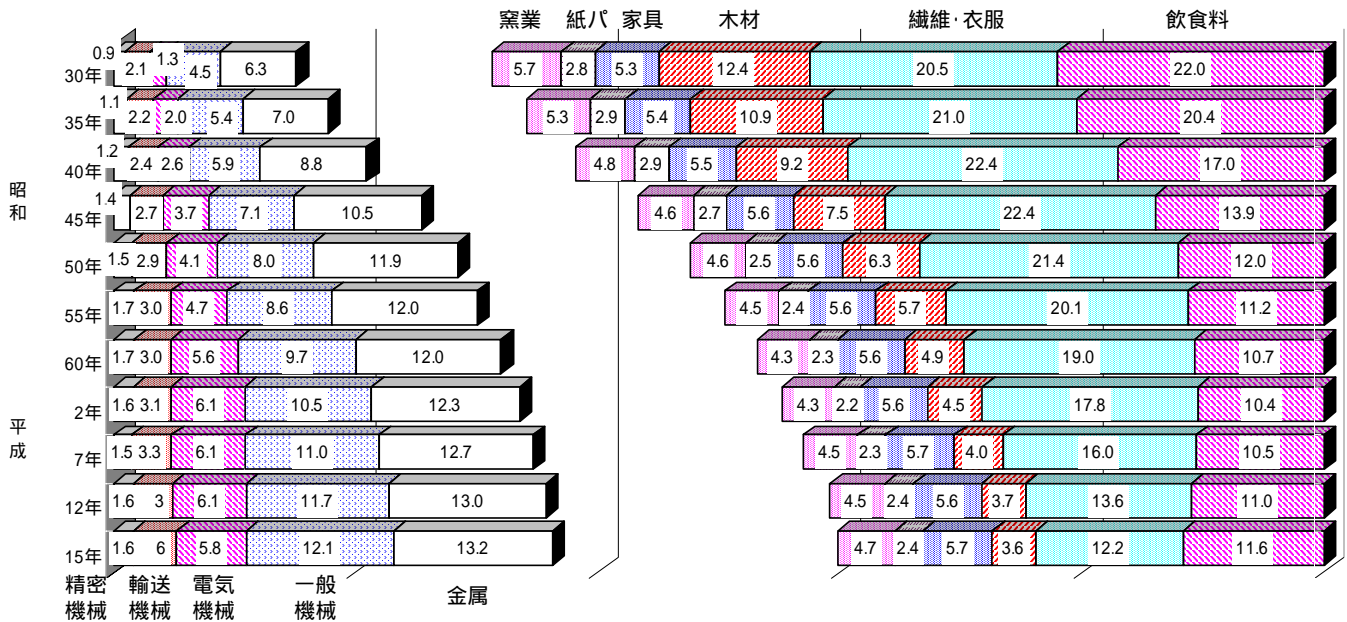 窯業 紙パ 家具 木材 繊維・衣服 飲食料
昭和
30年 0.9 2.1 1.3 4.5 6.3 5.7 2.8 5.3 12.4 20.5 22.0
35年 1.1 2.2 2.0 5.4 7.0 5.3 2.9 5.4 10.9 21.0 20.4
40年 1.2 2.4 2.6 5.9 8.8 4.8 2.9 5.5 9.2 22.4 17.0
45年 1.4 2.7 3.7 7.1 10.5 4.6 2.7 5.6 7.5 22.4 13.9
50年 1.5 2.9 4.1 8.0 11.9 4.6 2.5 5.6 6.3 21.4 12.0
55年 1.7 3.0 4.7 8.6 12.0 4.5 2.4 5.6 5.7 20.1 11.2
60年 1.7 3.0 5.6 9.7 12.0 4.3 2.3 5.6 4.9 19.0 10.7
平成
2年 1.6 3.1 6.1 10.5 12.3 4.3 2.2 5.6 4.5 17.8 10.4
7年 1.5 3.3 6.1 11.0 12.7 4.5 2.3 5.7 4.0 16.0 10.5
12年 1.6 3 6.1 11.7 13.0 4.5 2.4 5.6 3.7 13.6 11.0
15年 1.6 6 5.8 12.1 13.2 4.7 2.4 5.7 3.6 12.2 11.6
精密機械 輸送機械 電気機械 一般機械 金属